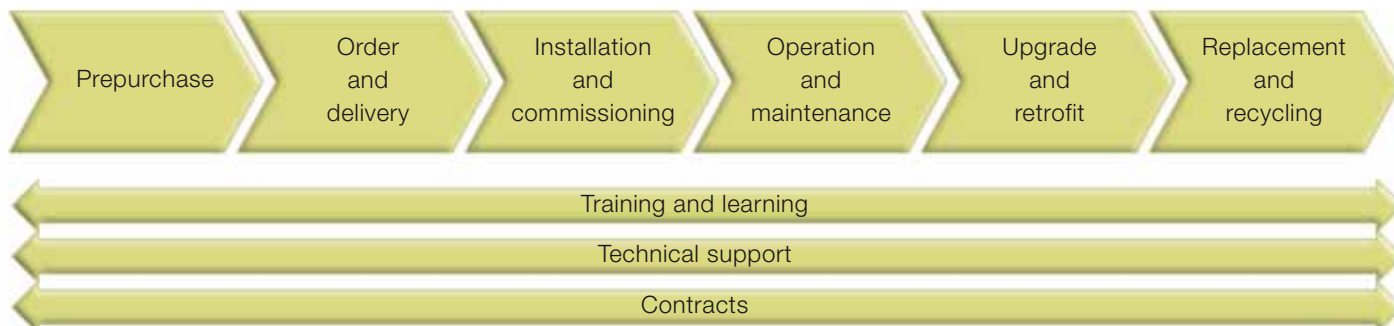 Prepurchase
Order
and
delivery
Installation
and
commissioning
Operation
and
maintenance
Upgrade
and
retrofit
Replacement
and
recycling
Training and learning
Technical support
Contracts